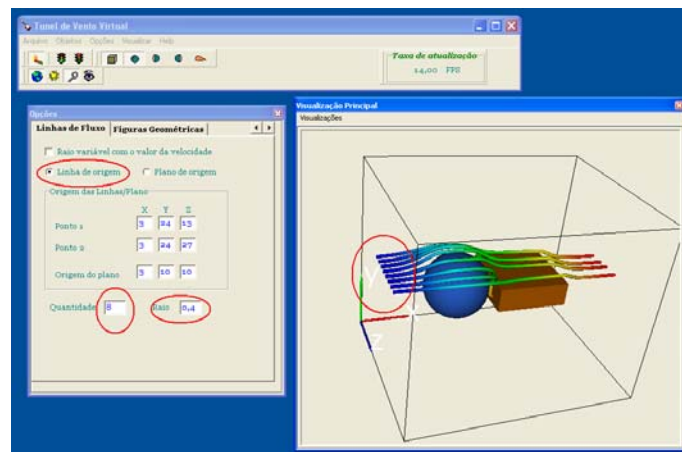 Tunel de Vento Virtual
Arquivo Objetos Opções Visualizar Help
Taxa de atualização
14,00 FPS
Opções
Linhas de Fluxo Figuras Geométricas
Raio variável com o valor da velocidade
Linha de origem Plano de origem
Origem das Linhas/Plano
X Y Z
Ponto 1 3 24 13
Ponto 2 3 24 27
Origem do plano 3 10 10
Quantidade 8 Raio 0,4
Visualização Principal
Visualizações
y
x
z